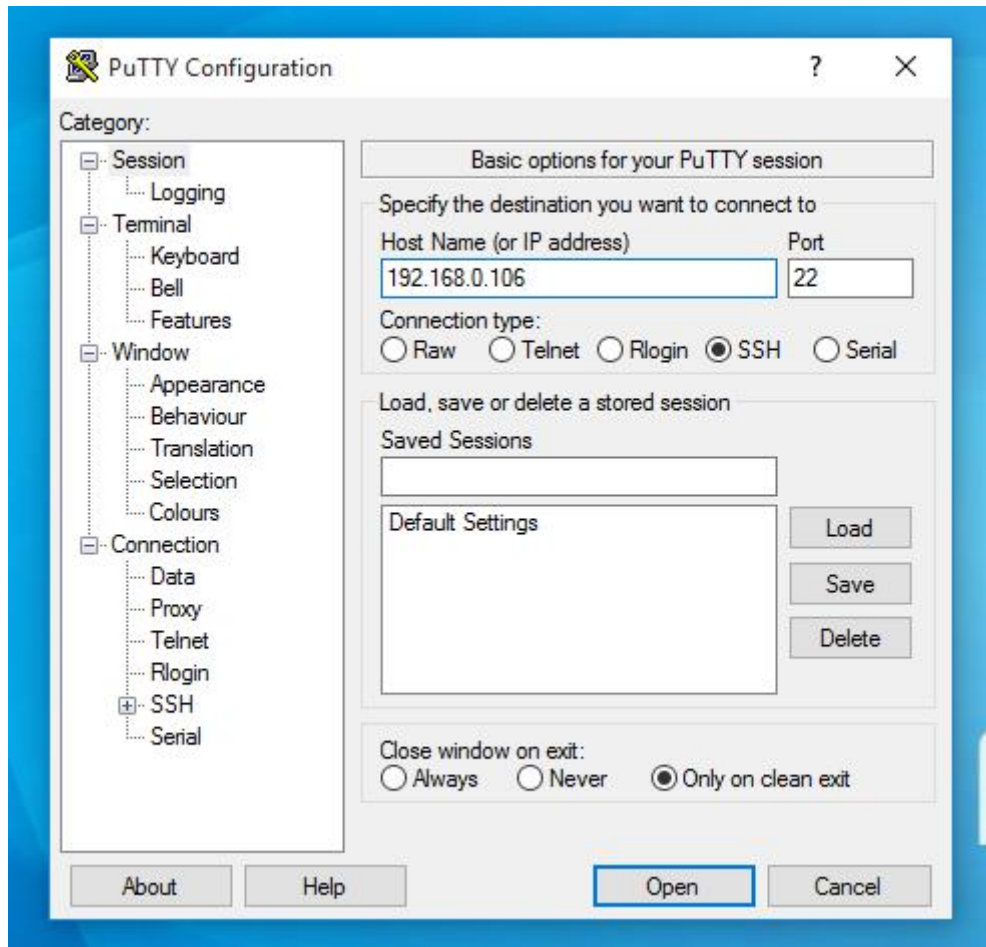 PuTTY Configuration
?
Category:
Session
Logging
Terminal
Keyboard
Bell
Features
Window
Appearance
Behaviour
Translation
Selection
Colours
Connection
Data
Proxy
Telnet
Rlogin
SSH
Serial
Basic options for your PuTTY session
Specify the destination you want to connect to
Host Name (or IP address) Port
192.168.0.106 22
Connection type:
Raw Telnet Rlogin SSH Serial
Load, save or delete a stored session
Saved Sessions
Default Settings
Load
Save
Delete
Close window on exit:
Always Never Only on clean exit
About Help Open Cancel